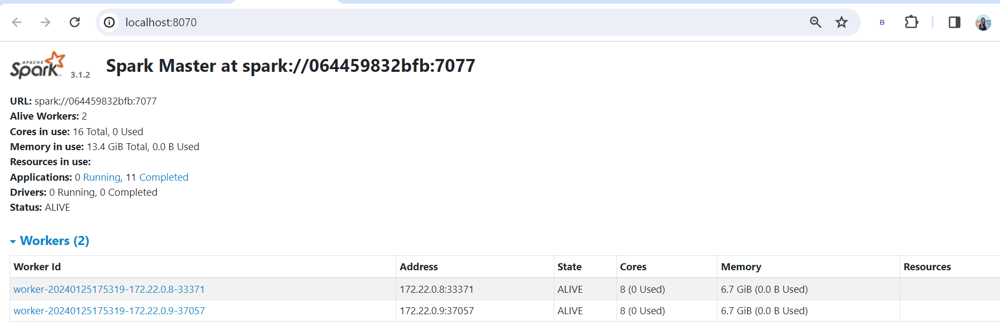 localhost:8070
B
APACHE
Spark 3.1.2 Spark Master at spark://064459832bfb:7077
URL: spark://064459832bfb:7077
Alive Workers: 2
Cores in use: 16 Total, 0 Used
Memory in use: 13.4 GiB Total, 0.0 B Used
Resources in use:
Applications: 0 Running, 11 Completed
Drivers: 0 Running, 0 Completed
Status: ALIVE
Workers (2)
Worker Id Address State Cores Memory Resources
worker-20240125175319-172.22.0.8-33371 172.22.0.8:33371 ALIVE 8 (0 Used) 6.7 GiB (0.0 B Used)
worker-20240125175319-172.22.0.9-37057 172.22.0.9:37057 ALIVE 8 (0 Used) 6.7 GiB (0.0 B Used)